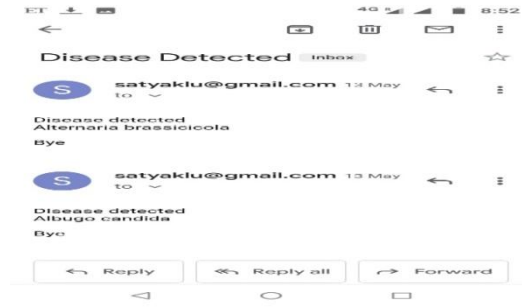 ET 4G 8:52
Disease Detected Inbox
S satyaklu@gmail.com 13 May
to
Disease detected
Alternaria brassicicola
Bye
S satyaklu@gmail.com 13 May
to
Disease detected
Albugo candida
Bye
Reply Reply all Forward